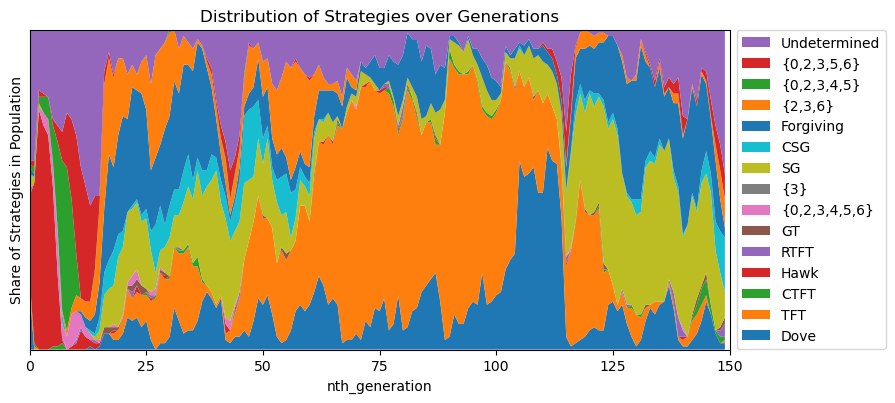 Distribution of Strategies over Generations
Share of Strategies in Population
0
25
50
75
100
125
150
nth_generation
Undetermined
{0,2,3,5,6}
{0,2,3,4,5}
{2,3,6}
Forgiving
CSG
SG
{3}
{0,2,3,4,5,6}
GT
RTFT
Hawk
CTFT
TFT
Dove